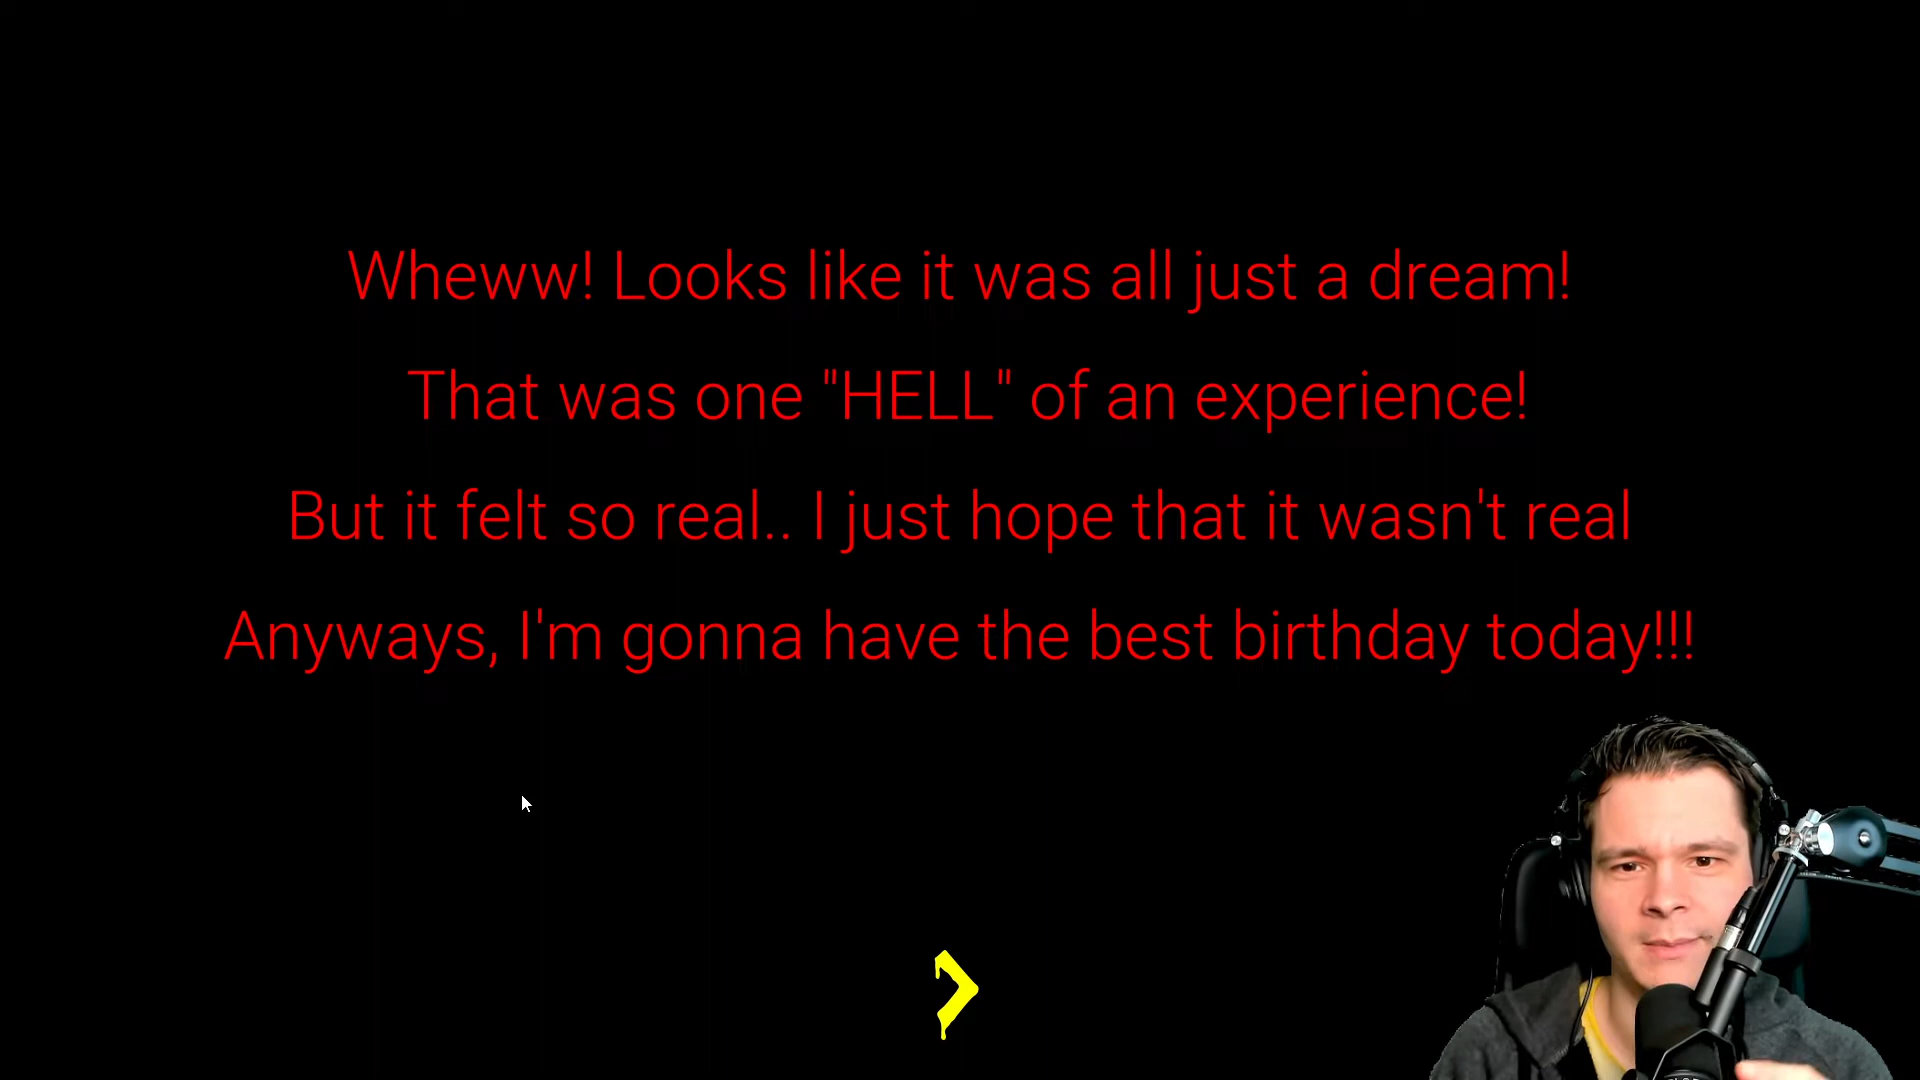 Wheww! Looks like it was all just a dream!
That was one "HELL" of an experience!
But it felt so real.. I just hope that it wasn't real
Anyways, I'm gonna have the best birthday today!!!